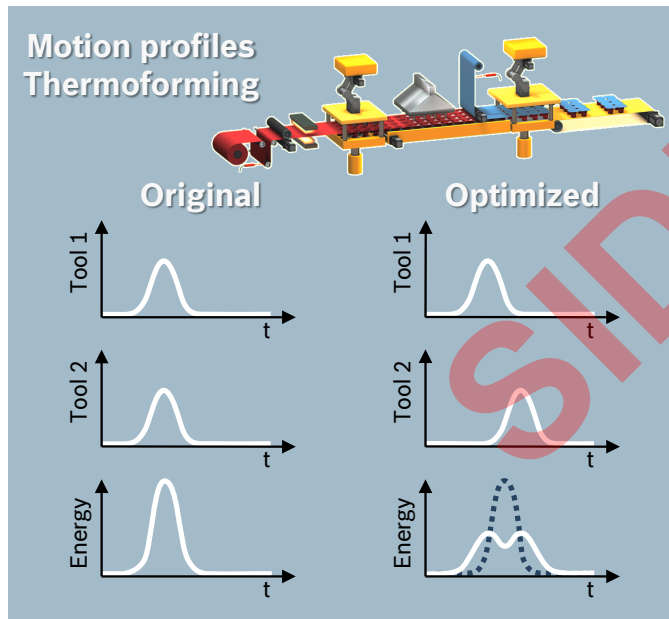 Motion profiles
Thermoforming
Original
Optimized
Tool 1
t
Tool 1
t
Tool 2
t
Tool 2
t
Energy
t
Energy
t